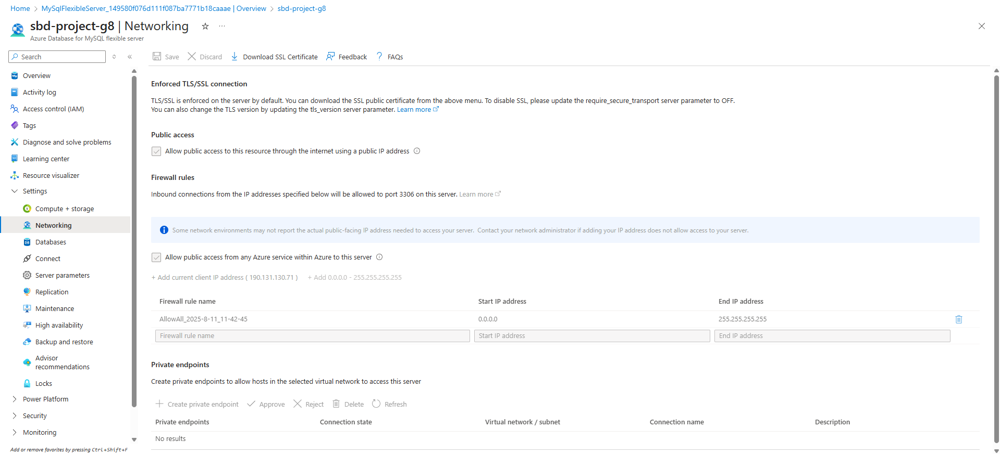 Home > MySqlFlexibleServer_149580f076d111f087ba7771b18caaae | Overview > sbd-project-g8
sbd-project-g8 | Networking
Azure Database for MySQL flexible server
Search
Save
Discard
Download SSL Certificate
Feedback
FAQs
Overview
Activity log
Access control (IAM)
Tags
Diagnose and solve problems
Learning center
Resource visualizer
Settings
Compute + storage
Networking
Databases
Connect
Server parameters
Replication
Maintenance
High availability
Backup and restore
Advisor
recommendations
Locks
Power Platform
Security
Monitoring
Add or remove favorites by pressing Ctrl+Shift+F
Enforced TLS/SSL connection
TLS/SSL is enforced on the server by default. You can download the SSL public certificate from the above menu. To disable SSL, please update the require_secure_transport server parameter to OFF.
You can also change the TLS version by updating the tls_version server parameter. Learn more
Public access
Allow public access to this resource through the internet using a public IP address
Firewall rules
Inbound connections from the IP addresses specified below will be allowed to port 3306 on this server. Learn more
Some network environments may not report the actual public-facing IP address needed to access your server. Contact your network administrator if adding your IP address does not allow access to your server.
Allow public access from any Azure service within Azure to this server
+ Add current client IP address ( 190.131.130.71 ) + Add 0.0.0.0 - 255.255.255.255
Firewall rule name Start IP address End IP address
AllowAll_2025-8-11_11-42-45 0.0.0.0 255.255.255.255
Firewall rule name Start IP address End IP address
Private endpoints
Create private endpoints to allow hosts in the selected virtual network to access this server
Create private endpoint Approve Reject Delete Refresh
Private endpoints Connection state Virtual network / subnet Connection name Description
No results